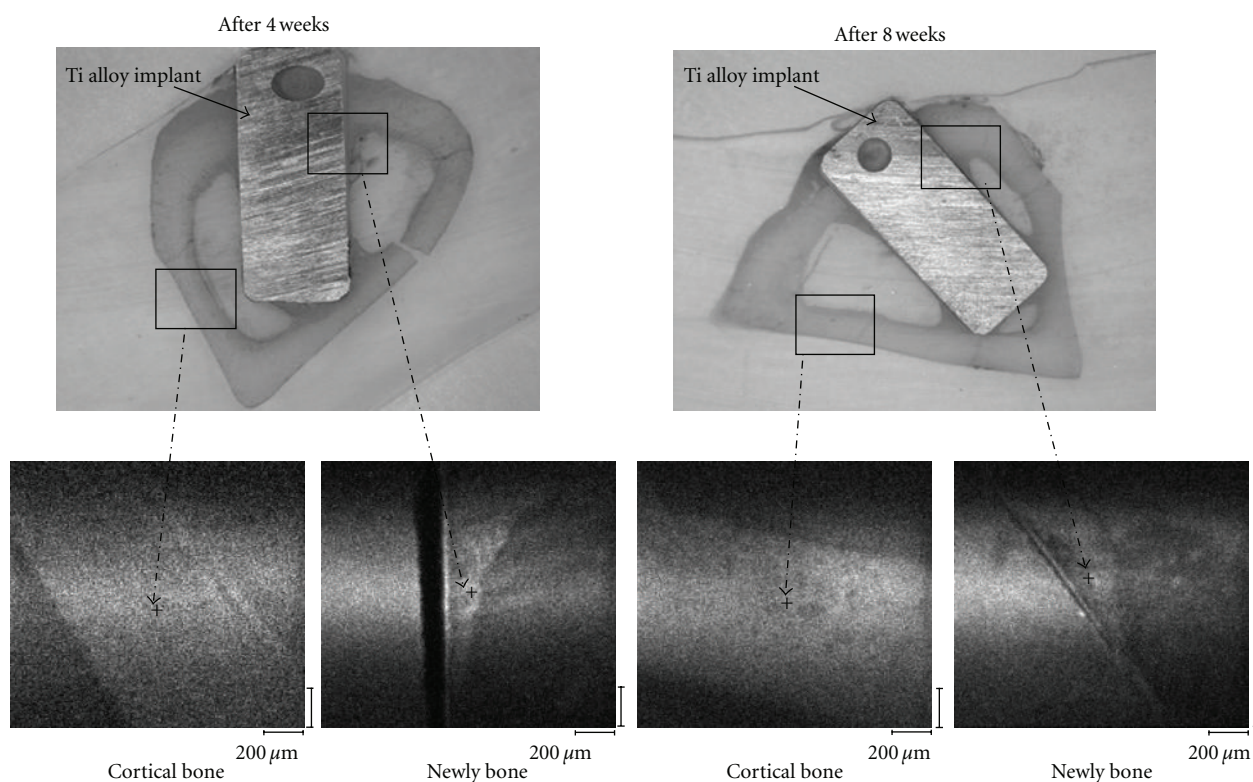 After 4 weeks
After 8 weeks
Ti alloy implant
Ti alloy implant
200 μm
200 μm
200 μm
200 μm
Cortical bone
Newly bone
Cortical bone
Newly bone